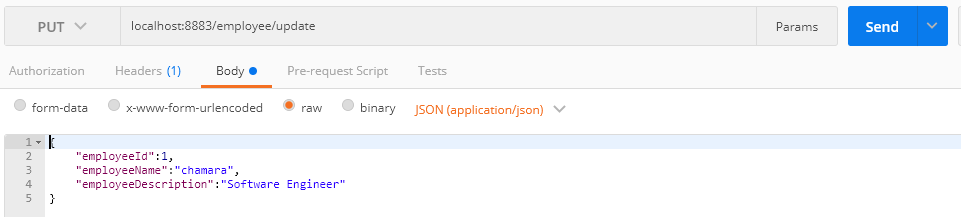 PUT localhost:8883/employee/update Params Send
Authorization Headers (1) Body Pre-request Script Tests
form-data x-www-form-urlencoded raw binary JSON (application/json)
1 {
2 "employeeId":1,
3 "employeeName":"chamara",
4 "employeeDescription":"Software Engineer"
5 }